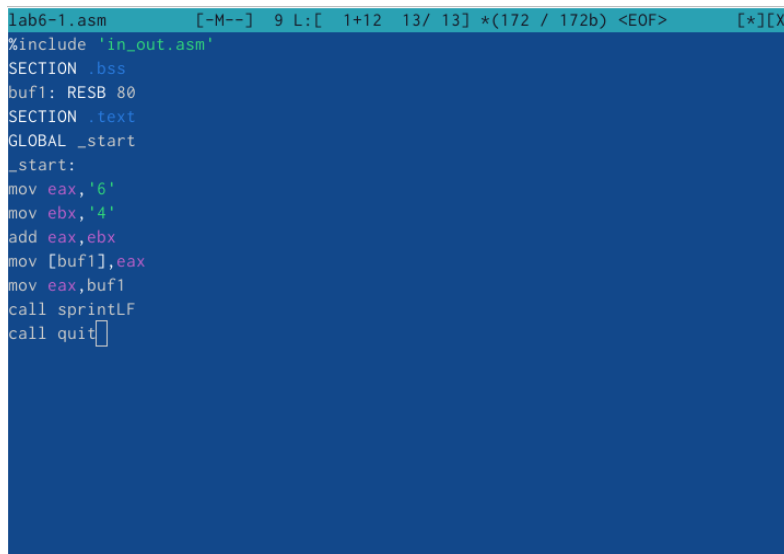 lab6-1.asm [-M--] 9 L:[ 1+12 13/ 13] *(172 / 172b) <EOF> [*][X
%include 'in_out.asm'
SECTION .bss
buf1: RESB 80
SECTION .text
GLOBAL _start
_start:
mov eax,'6'
mov ebx,'4'
add eax,ebx
mov [buf1],eax
mov eax,buf1
call sprintLF
call quit